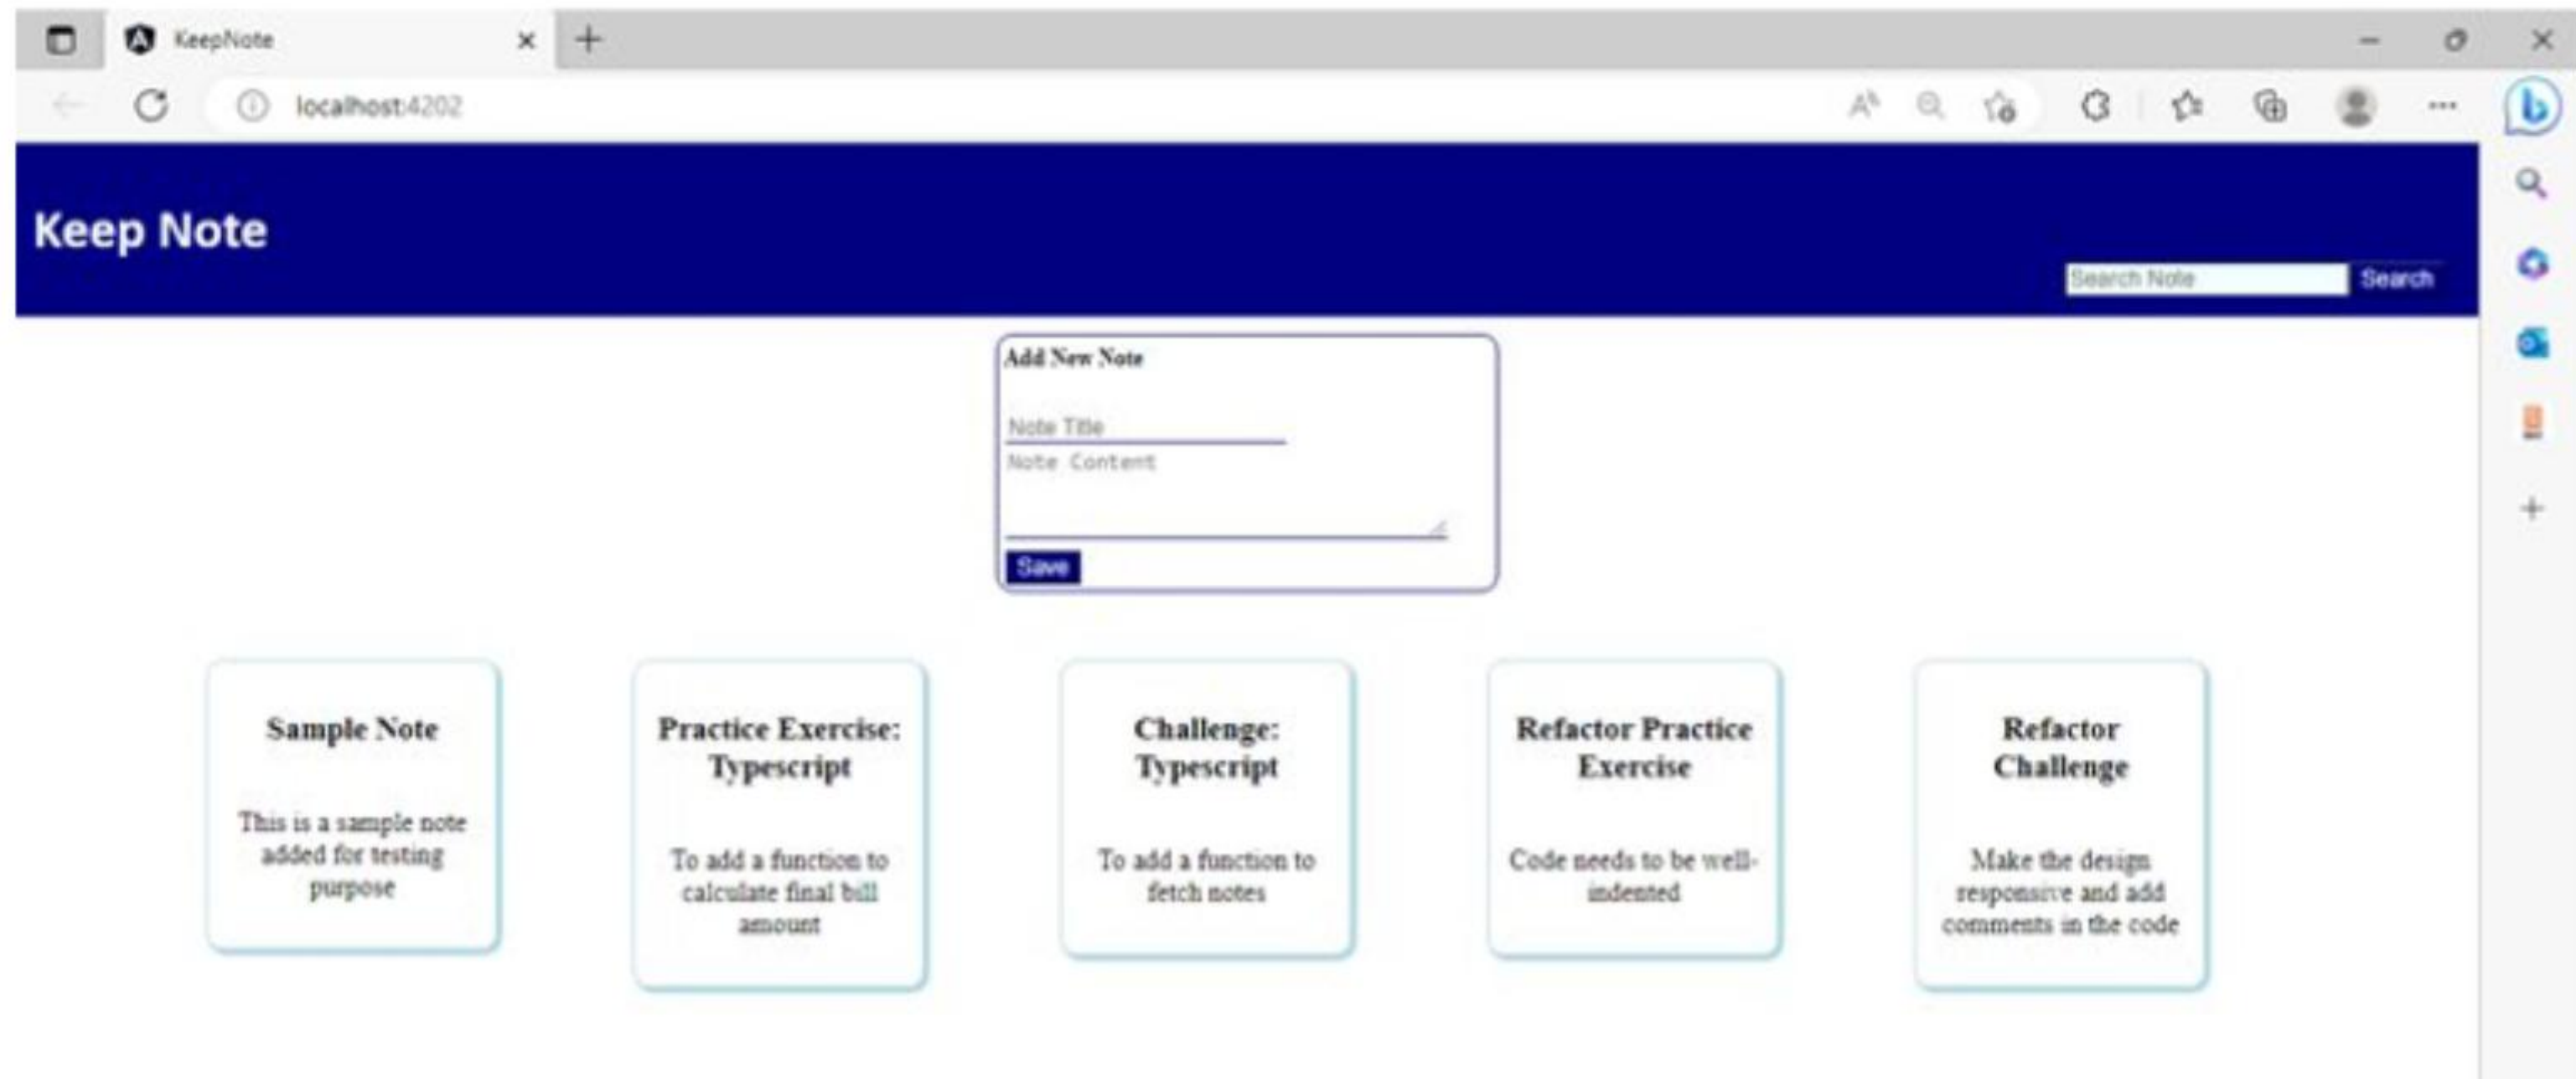 KeepNote
localhost:4202
Keep Note
Search Note Search
Add New Note
Note Title
Note Content
Save
Sample Note
This is a sample note
added for testing
purpose
Practice Exercise:
Typescript
To add a function to
calculate final bill
amount
Challenge:
Typescript
To add a function to
fetch notes
Refactor Practice
Exercise
Code needs to be well-
indented
Refactor
Challenge
Make the design
responsive and add
comments in the code